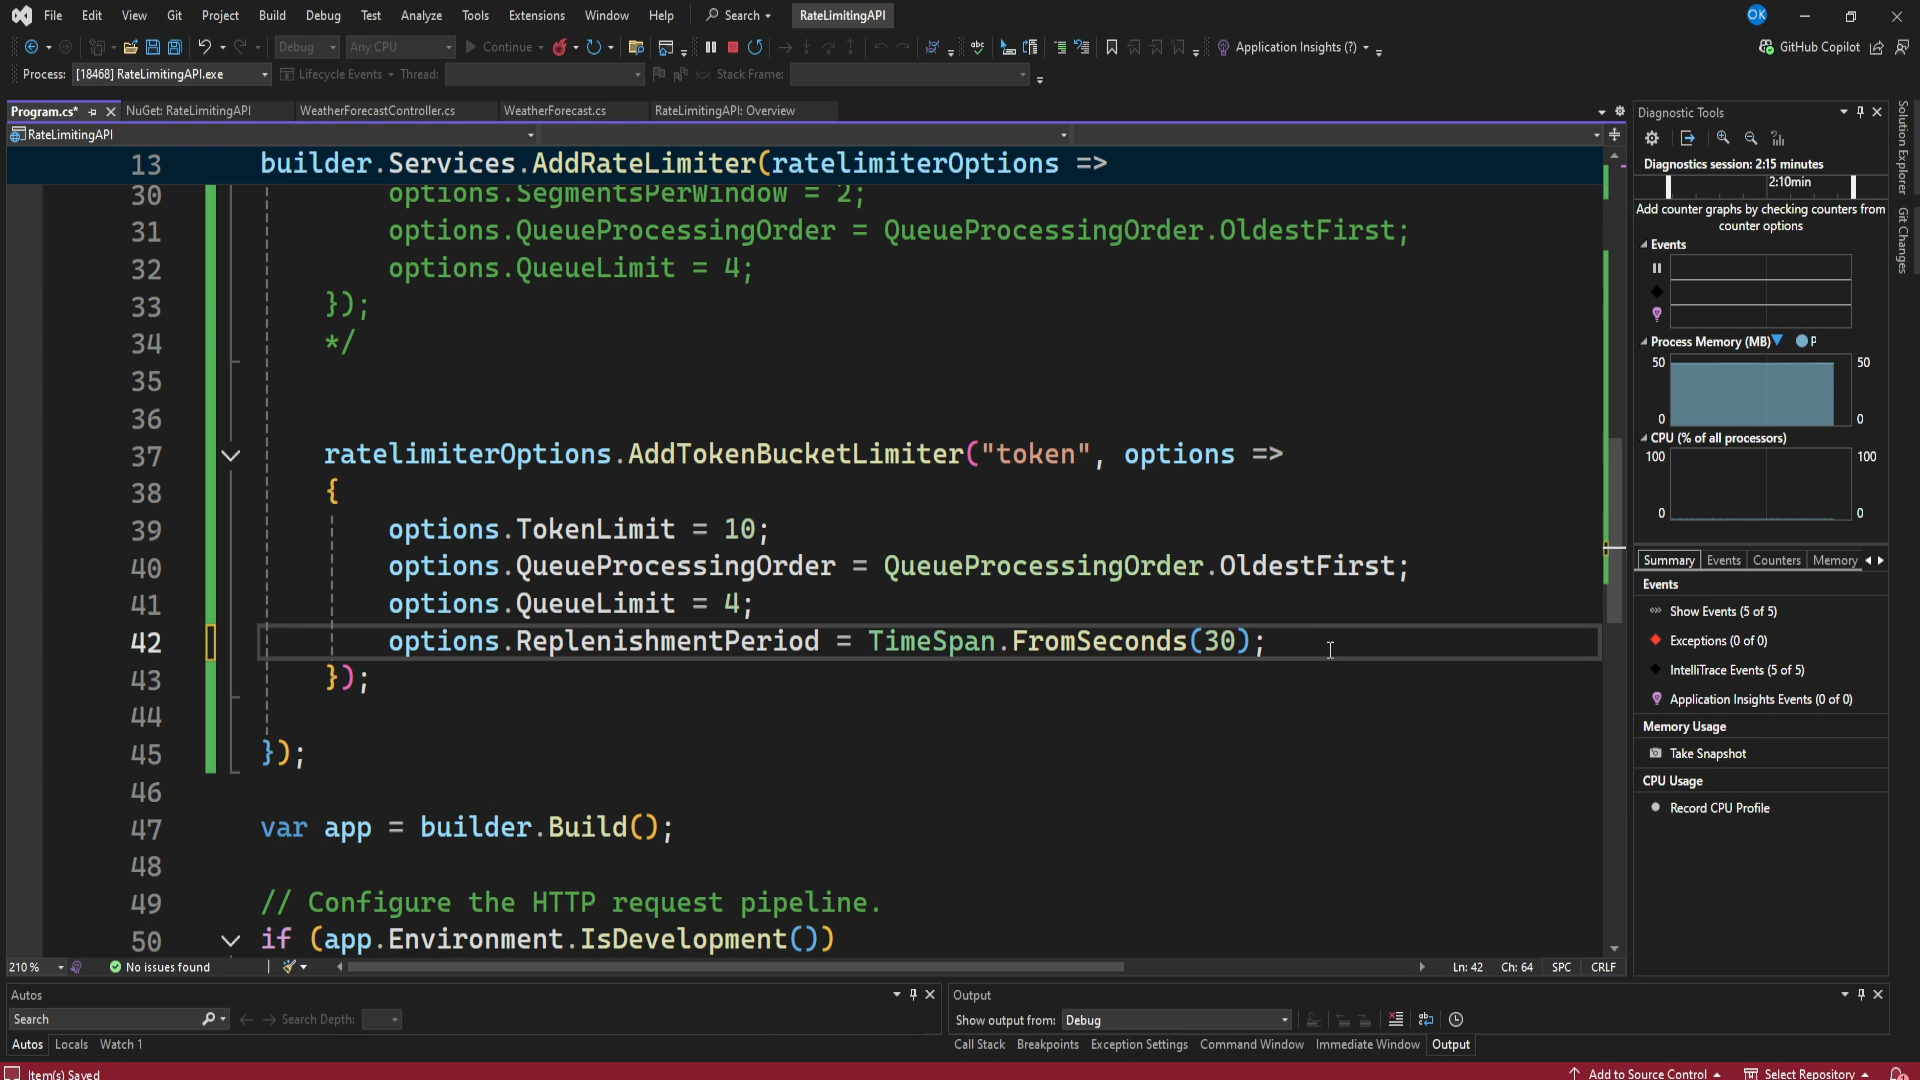 File Edit View Git Project Build Debug Test Analyze Tools Extensions Window Help Search RateLimitingAPI OK
Debug Any CPU Continue Application Insights (?) GitHub Copilot
Process: [18468] RateLimitingAPI.exe Lifecycle Events Thread: Stack Frame:
Program.cs* NuGet: RateLimitingAPI WeatherForecastController.cs WeatherForecast.cs RateLimitingAPI: Overview
RateLimitingAPI
13 builder.Services.AddRateLimiter(ratelimiterOptions =>
30 options.SegmentsPerWindow = 2;
31 options.QueueProcessingOrder = QueueProcessingOrder.OldestFirst;
32 options.QueueLimit = 4;
33 });
34 */
35
36
37 ratelimiterOptions.AddTokenBucketLimiter("token", options =>
38 {
39 options.TokenLimit = 10;
40 options.QueueProcessingOrder = QueueProcessingOrder.OldestFirst;
41 options.QueueLimit = 4;
42 options.ReplenishmentPeriod = TimeSpan.FromSeconds(30);
43 });
44
45 });
46
47 var app = builder.Build();
48
49 // Configure the HTTP request pipeline.
50 if (app.Environment.IsDevelopment())
210 % No issues found Ln: 42 Ch: 64 SPC CRLF
Diagnostic Tools
Diagnostics session: 2:15 minutes
2:10min
Add counter graphs by checking counters from
counter options
Events
Process Memory (MB) P
50 50
0 0
CPU (% of all processors)
100 100
0 0
Summary Events Counters Memory
Events
Show Events (5 of 5)
Exceptions (0 of 0)
IntelliTrace Events (5 of 5)
Application Insights Events (0 of 0)
Memory Usage
Take Snapshot
CPU Usage
Record CPU Profile
Solution Explorer
Git Changes
Autos
Search Search Depth:
Autos Locals Watch 1
Output
Show output from: Debug
Call Stack Breakpoints Exception Settings Command Window Immediate Window Output
Item(s) Saved Add to Source Control Select Repository